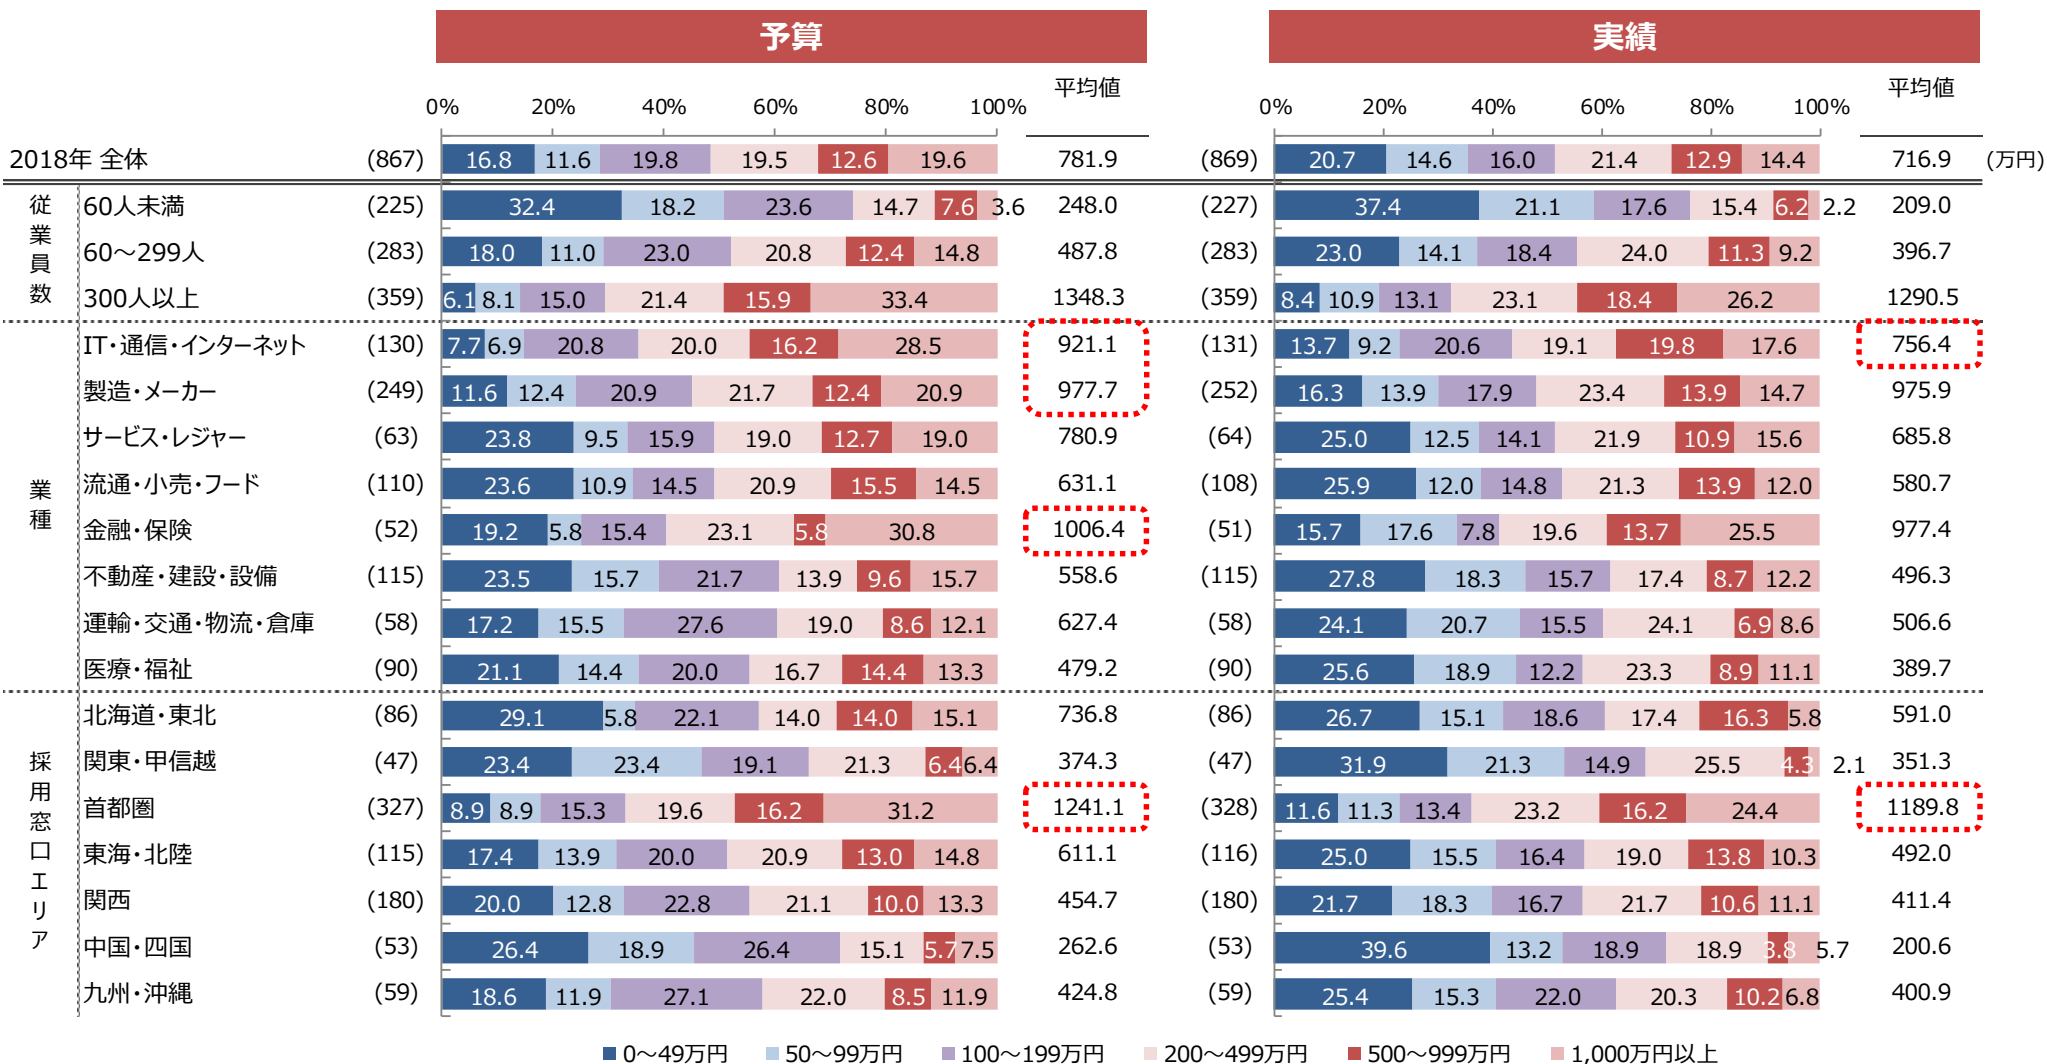 予算 実績
平均値 平均値
0% 20% 40% 60% 80% 100% 0% 20% 40% 60% 80% 100%
2018年 全体 (867) 16.8 11.6 19.8 19.5 12.6 19.6 781.9 (869) 20.7 14.6 16.0 21.4 12.9 14.4 716.9 (万円)
従業員数
60人未満 (225) 32.4 18.2 23.6 14.7 7.6 3.6 248.0 (227) 37.4 21.1 17.6 15.4 6.2 2.2 209.0
60～299人 (283) 18.0 11.0 23.0 20.8 12.4 14.8 487.8 (283) 23.0 14.1 18.4 24.0 11.3 9.2 396.7
300人以上 (359) 6.1 8.1 15.0 21.4 15.9 33.4 1348.3 (359) 8.4 10.9 13.1 23.1 18.4 26.2 1290.5
業種
IT・通信・インターネット (130) 7.7 6.9 20.8 20.0 16.2 28.5 921.1 (131) 13.7 9.2 20.6 19.1 19.8 17.6 756.4
製造・メーカー (249) 11.6 12.4 20.9 21.7 12.4 20.9 977.7 (252) 16.3 13.9 17.9 23.4 13.9 14.7 975.9
サービス・レジャー (63) 23.8 9.5 15.9 19.0 12.7 19.0 780.9 (64) 25.0 12.5 14.1 21.9 10.9 15.6 685.8
流通・小売・フード (110) 23.6 10.9 14.5 20.9 15.5 14.5 631.1 (108) 25.9 12.0 14.8 21.3 13.9 12.0 580.7
金融・保険 (52) 19.2 5.8 15.4 23.1 5.8 30.8 1006.4 (51) 15.7 17.6 7.8 19.6 13.7 25.5 977.4
不動産・建設・設備 (115) 23.5 15.7 21.7 13.9 9.6 15.7 558.6 (115) 27.8 18.3 15.7 17.4 8.7 12.2 496.3
運輸・交通・物流・倉庫 (58) 17.2 15.5 27.6 19.0 8.6 12.1 627.4 (58) 24.1 20.7 15.5 24.1 6.9 8.6 506.6
医療・福祉 (90) 21.1 14.4 20.0 16.7 14.4 13.3 479.2 (90) 25.6 18.9 12.2 23.3 8.9 11.1 389.7
採用窓口エリア
北海道・東北 (86) 29.1 5.8 22.1 14.0 14.0 15.1 736.8 (86) 26.7 15.1 18.6 17.4 16.3 5.8 591.0
関東・甲信越 (47) 23.4 23.4 19.1 21.3 6.4 6.4 374.3 (47) 31.9 21.3 14.9 25.5 4.3 2.1 351.3
首都圏 (327) 8.9 8.9 15.3 19.6 16.2 31.2 1241.1 (328) 11.6 11.3 13.4 23.2 16.2 24.4 1189.8
東海・北陸 (115) 17.4 13.9 20.0 20.9 13.0 14.8 611.1 (116) 25.0 15.5 16.4 19.0 13.8 10.3 492.0
関西 (180) 20.0 12.8 22.8 21.1 10.0 13.3 454.7 (180) 21.7 18.3 16.7 21.7 10.6 11.1 411.4
中国・四国 (53) 26.4 18.9 26.4 15.1 5.7 7.5 262.6 (53) 39.6 13.2 18.9 18.9 3.8 5.7 200.6
九州・沖縄 (59) 18.6 11.9 27.1 22.0 8.5 11.9 424.8 (59) 25.4 15.3 22.0 20.3 10.2 6.8 400.9
0～49万円 50～99万円 100～199万円 200～499万円 500～999万円 1,000万円以上